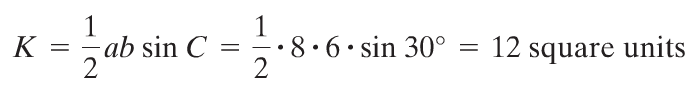 K = 1/2 ab sin C = 1/2 · 8 · 6 · sin 30° = 12 square units